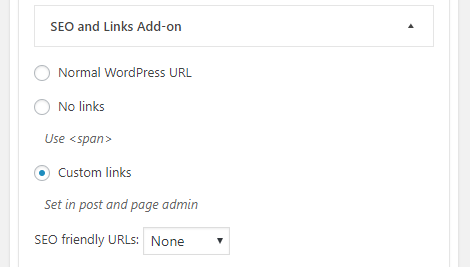 SEO and Links Add-on
Normal WordPress URL
No links
Use <span>
Custom links
Set in post and page admin
SEO friendly URLs: None